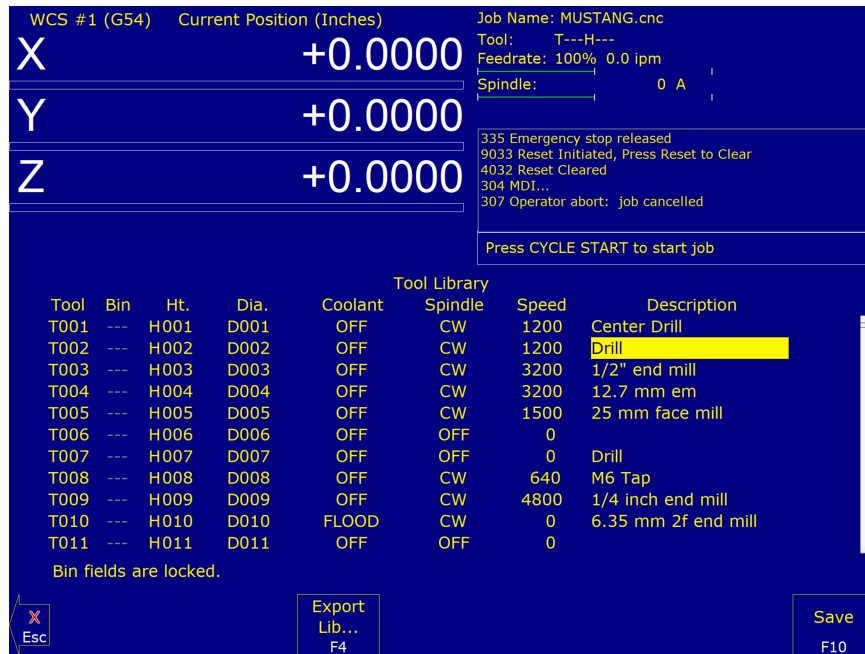 WCS #1 (G54) Current Position (Inches)
X +0.0000
Y +0.0000
Z +0.0000
Job Name: MUSTANG.cnc
Tool: T---H---
Feedrate: 100% 0.0 ipm
Spindle: 0 A
335 Emergency stop released
9033 Reset Initiated, Press Reset to Clear
4032 Reset Cleared
304 MDI...
307 Operator abort: job cancelled
Press CYCLE START to start job
Tool Library
Tool Bin Ht. Dia. Coolant Spindle Speed Description
T001 --- H001 D001 OFF CW 1200 Center Drill
T002 --- H002 D002 OFF CW 1200 Drill
T003 --- H003 D003 OFF CW 3200 1/2" end mill
T004 --- H004 D004 OFF CW 3200 12.7 mm em
T005 --- H005 D005 OFF CW 1500 25 mm face mill
T006 --- H006 D006 OFF OFF 0
T007 --- H007 D007 OFF OFF 0 Drill
T008 --- H008 D008 OFF CW 640 M6 Tap
T009 --- H009 D009 OFF CW 4800 1/4 inch end mill
T010 --- H010 D010 FLOOD CW 0 6.35 mm 2f end mill
T011 --- H011 D011 OFF OFF 0
Bin fields are locked.
X
Esc
Export
Lib...
F4
Save
F10